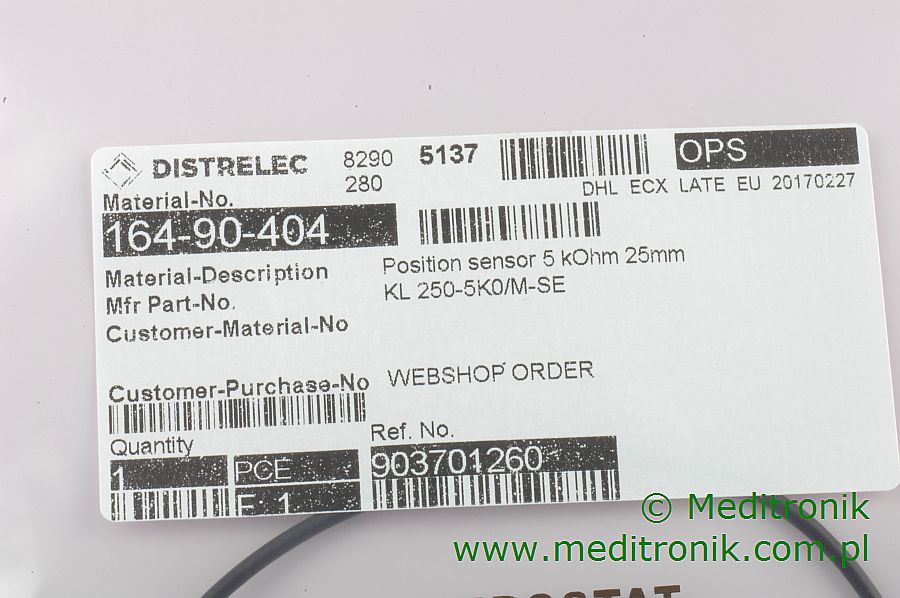 DISTRELEC 8290 5137 OPS
280 DHL ECX LATE EU 20170227
Material-No.
164-90-404
Material-Description Position sensor 5 kOhm 25mm
Mfr Part-No. KL 250-5K0/M-SE
Customer-Material-No
Customer-Purchase-No WEBSHOP ORDER
Quantity Ref. No.
1 PCE 903701260
F 1
© Meditronik
www.meditronik.com.pl